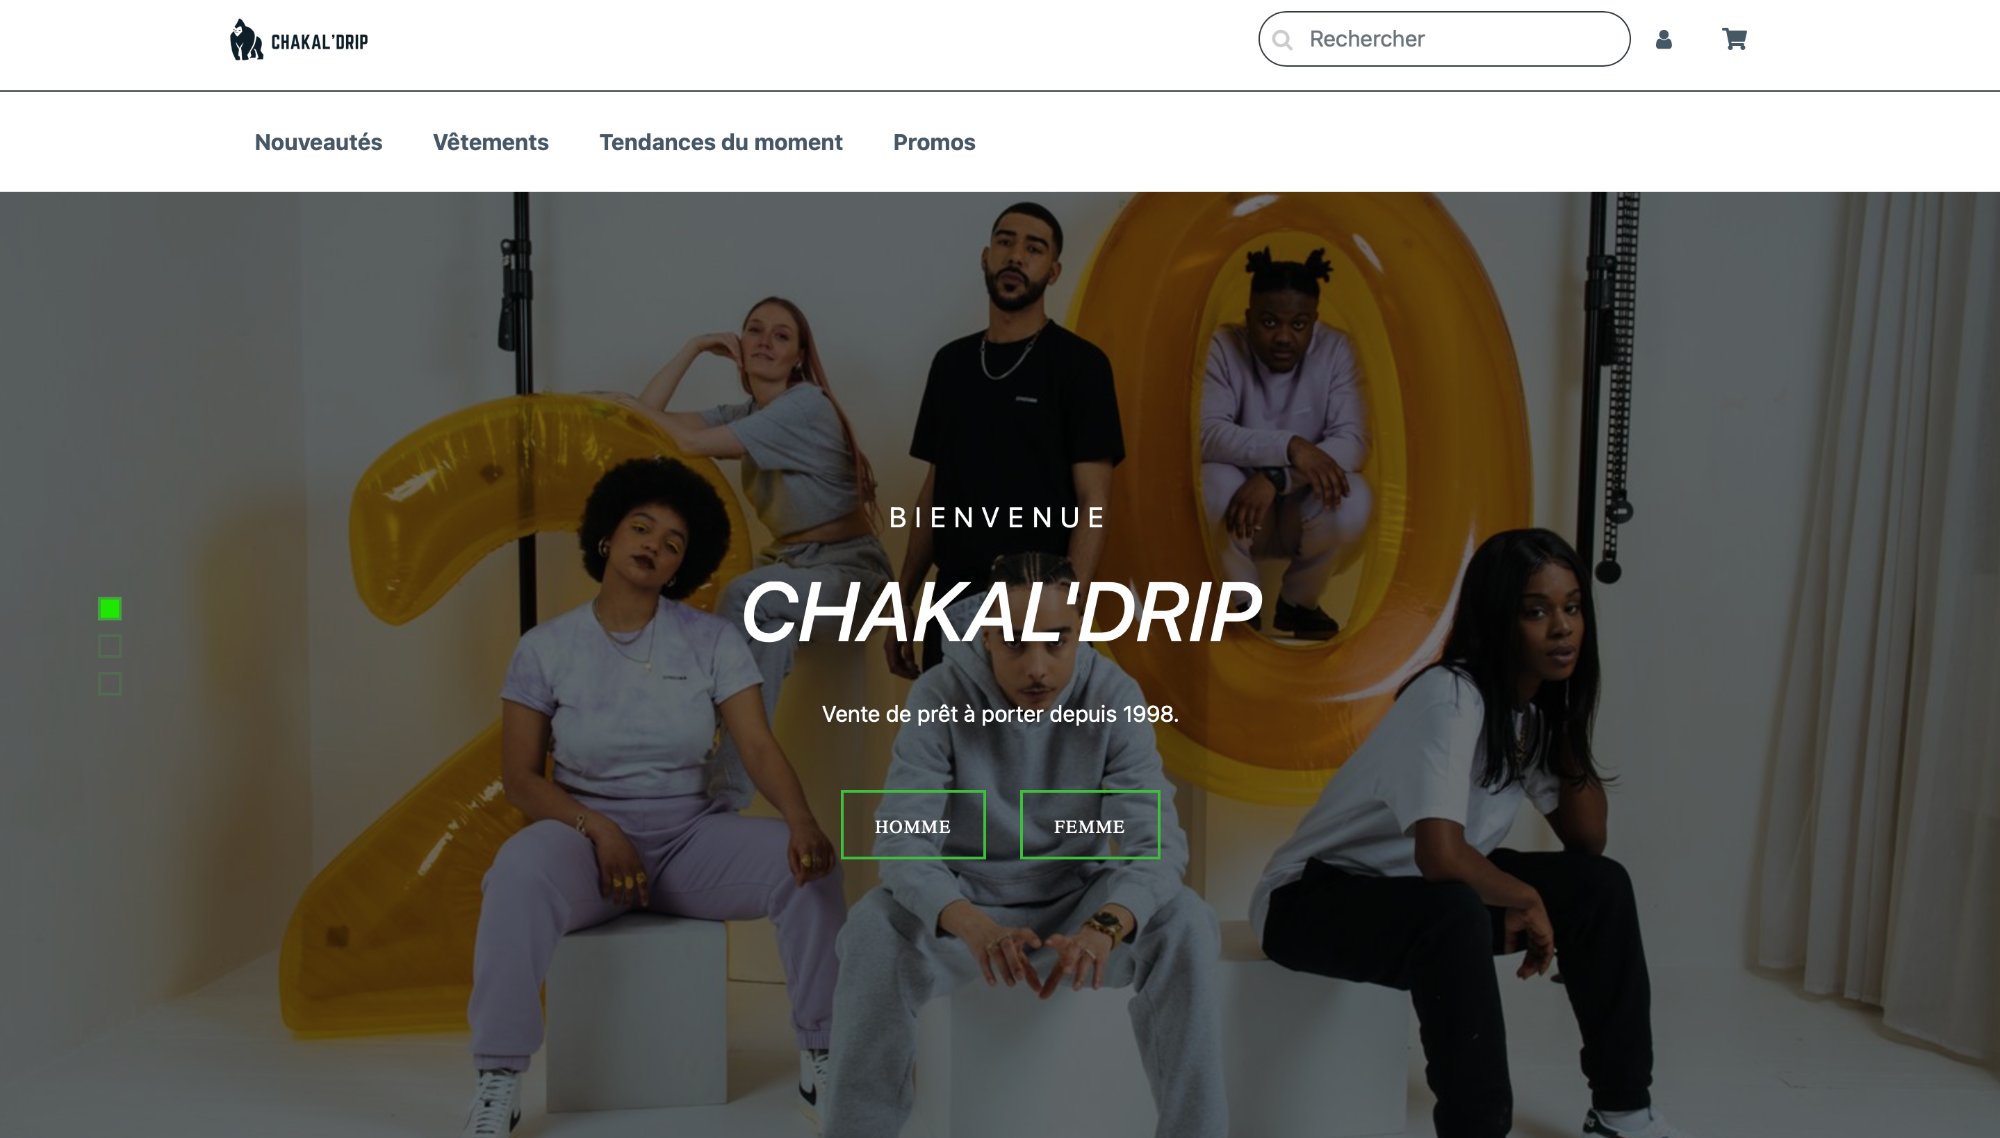 CHAKAL'DRIP
Rechercher
Nouveautés Vêtements Tendances du moment Promos
BIENVENUE
CHAKAL'DRIP
Vente de prêt à porter depuis 1998.
HOMME FEMME